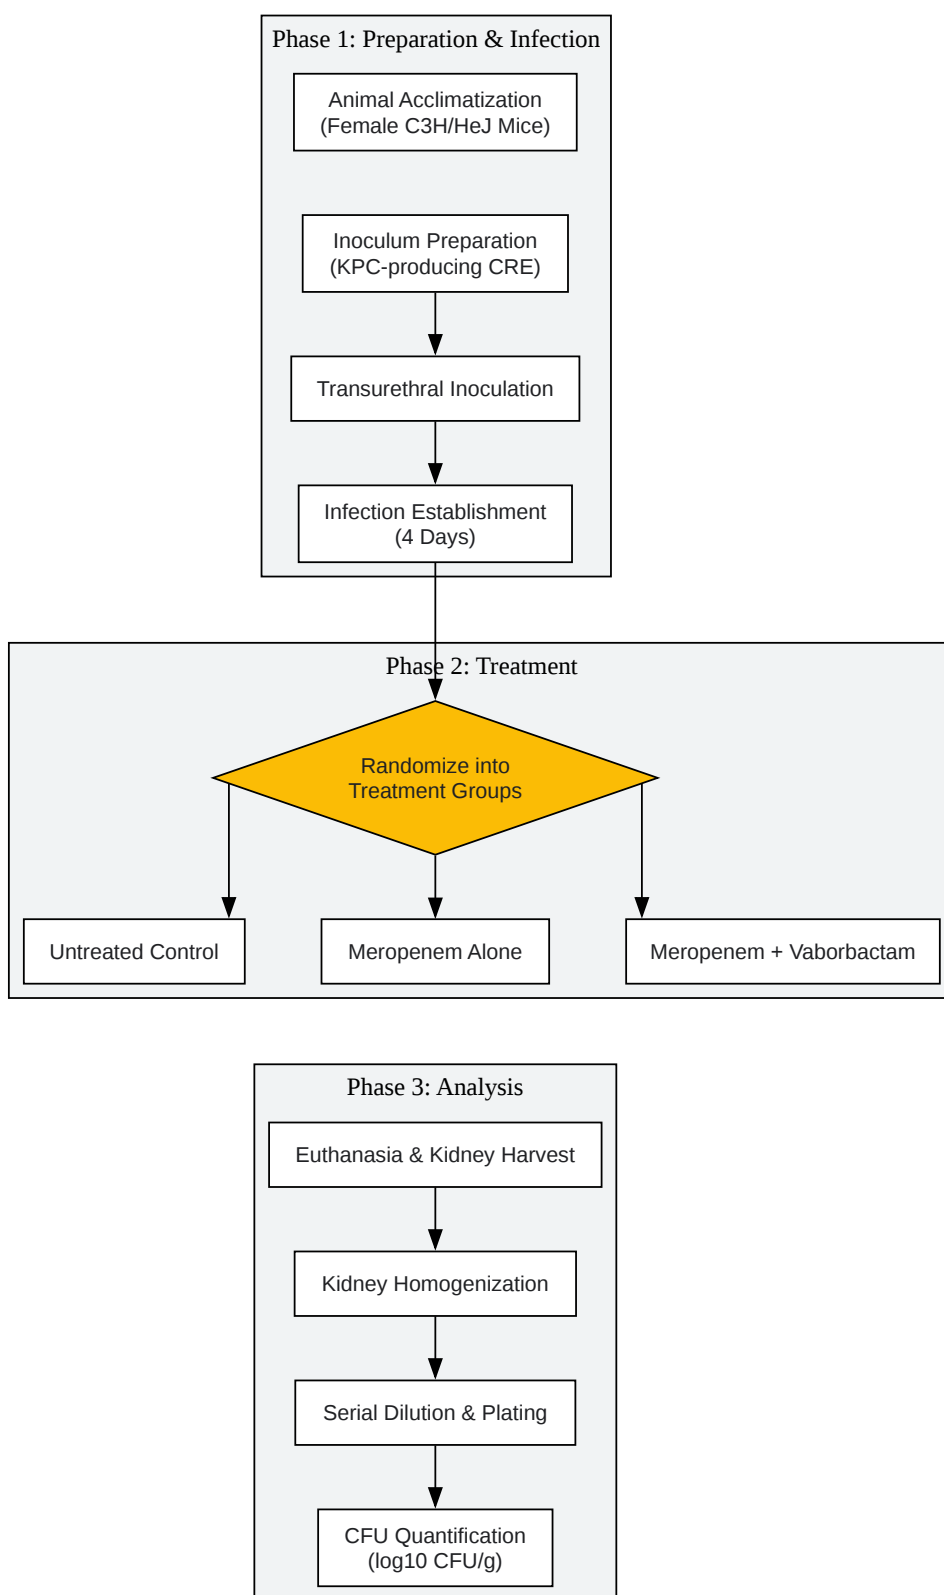 Phase 1: Preparation & Infection
Animal Acclimatization
(Female C3H/HeJ Mice)
Inoculum Preparation
(KPC-producing CRE)
Transurethral Inoculation
Infection Establishment
(4 Days)
Phase 2: Treatment
Randomize into
Treatment Groups
Untreated Control
Meropenem Alone
Meropenem + Vaborbactam
Phase 3: Analysis
Euthanasia & Kidney Harvest
Kidney Homogenization
Serial Dilution & Plating
CFU Quantification
(log10 CFU/g)